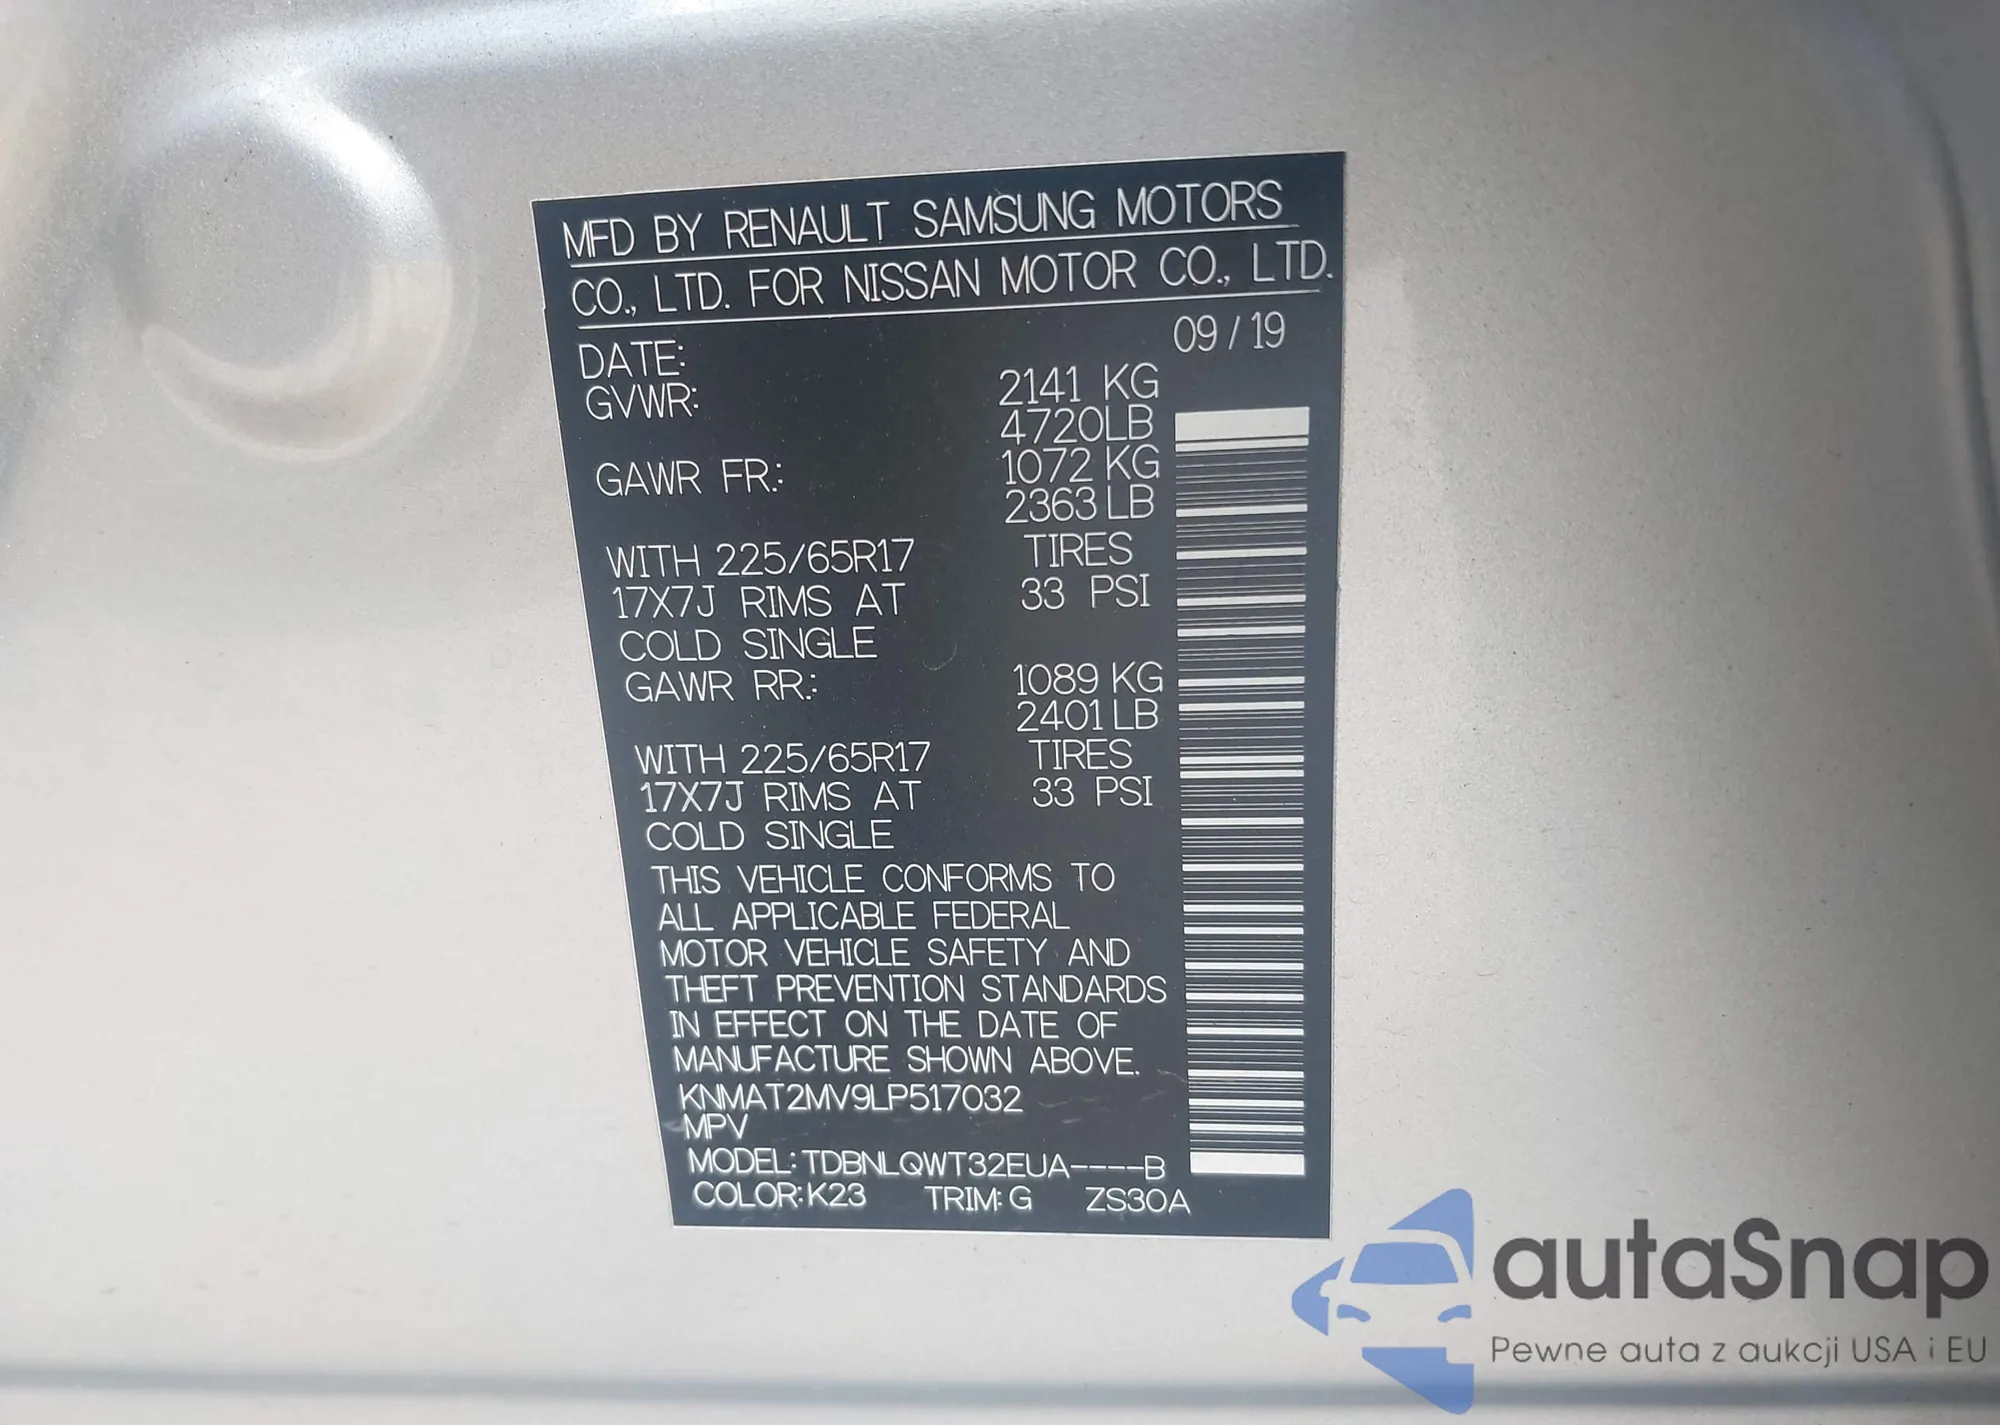 MFD BY RENAULT SAMSUNG MOTORS
CO., LTD. FOR NISSAN MOTOR CO., LTD.
DATE: 09 / 19
GVWR: 2141 KG
4720LB
GAWR FR.: 1072 KG
2363 LB
WITH 225/65R17 TIRES
17X7J RIMS AT 33 PSI
COLD SINGLE
GAWR RR.: 1089 KG
2401 LB
WITH 225/65R17 TIRES
17X7J RIMS AT 33 PSI
COLD SINGLE
THIS VEHICLE CONFORMS TO
ALL APPLICABLE FEDERAL
MOTOR VEHICLE SAFETY AND
THEFT PREVENTION STANDARDS
IN EFFECT ON THE DATE OF
MANUFACTURE SHOWN ABOVE.
KNMAT2MV9LP517032
MPV
MODEL: TDBNLQWT32EUA----B
COLOR: K23 TRIM: G ZS30A
autaSnap
Pewne auta z aukcji USA i EU